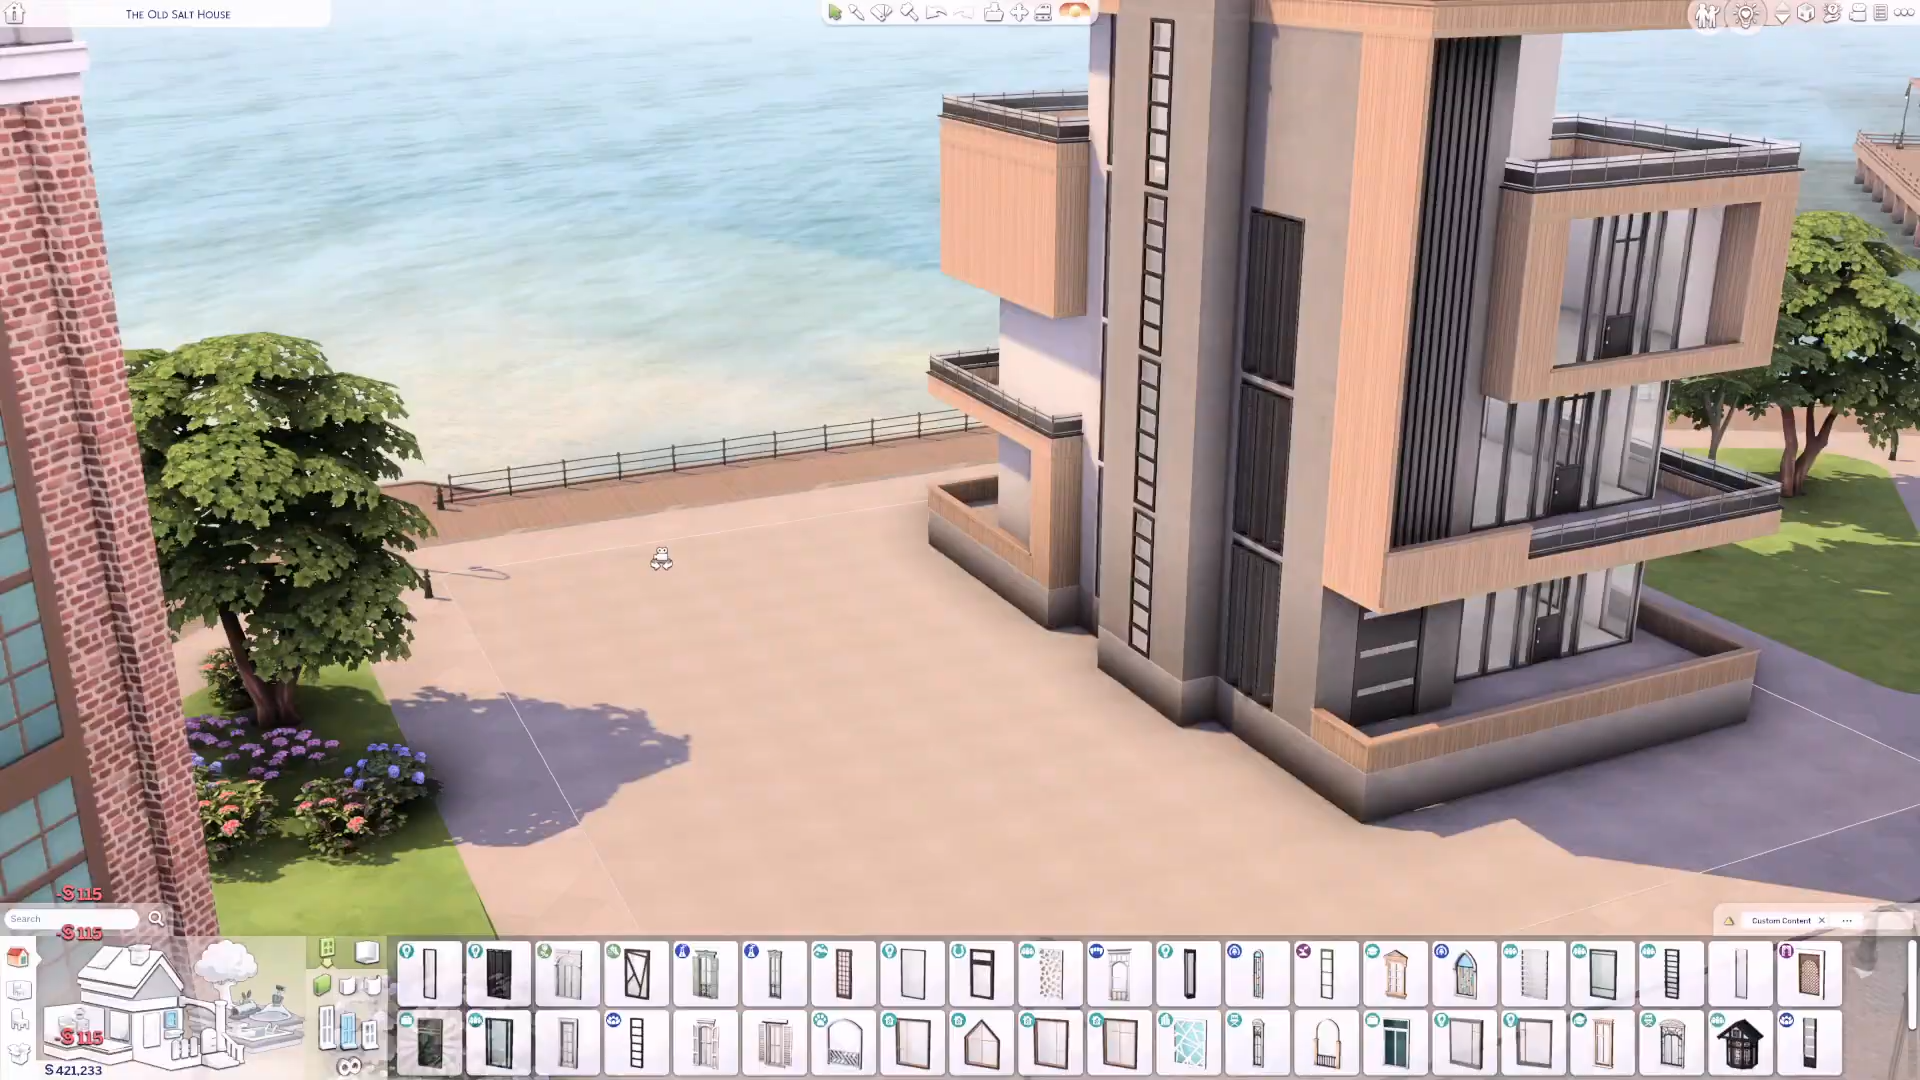 The Old Salt House
-§115
Search
-§115
Custom Content
-§115
§421,233